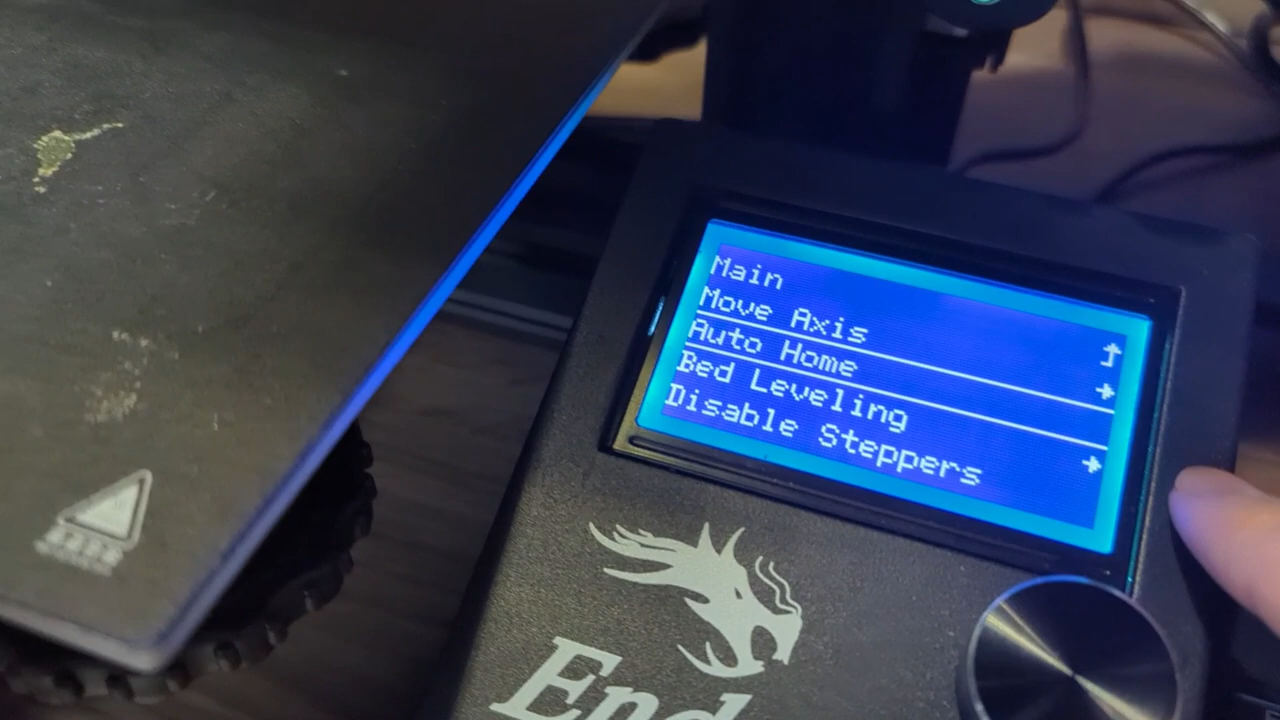 Main
Move Axis
Auto Home
Bed Leveling
Disable Steppers
End